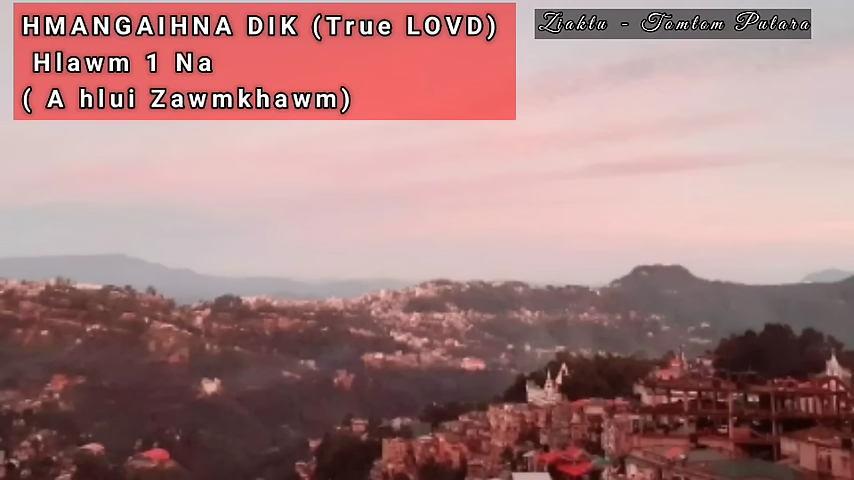 HMANGAIHNA DIK (True LOVD)
Hlawm 1 Na
( A hlui Zawmkhawm)
Ziaktu - Tomtom Putara